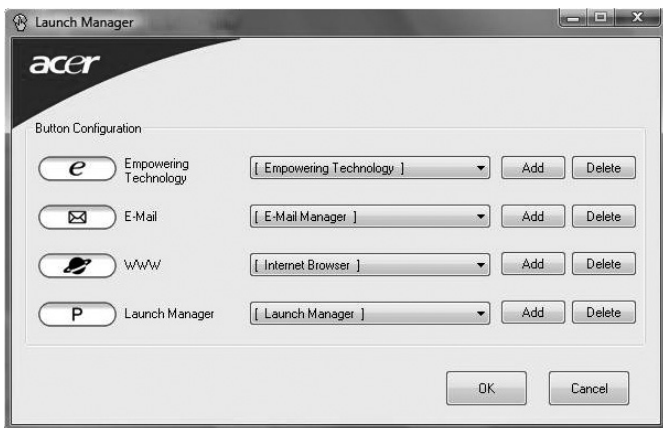 Launch Manager
acer
Button Configuration
e Empowering Technology [ Empowering Technology ] Add Delete
E-Mail [ E-Mail Manager ] Add Delete
WWW [ Internet Browser ] Add Delete
P Launch Manager [ Launch Manager ] Add Delete
OK Cancel